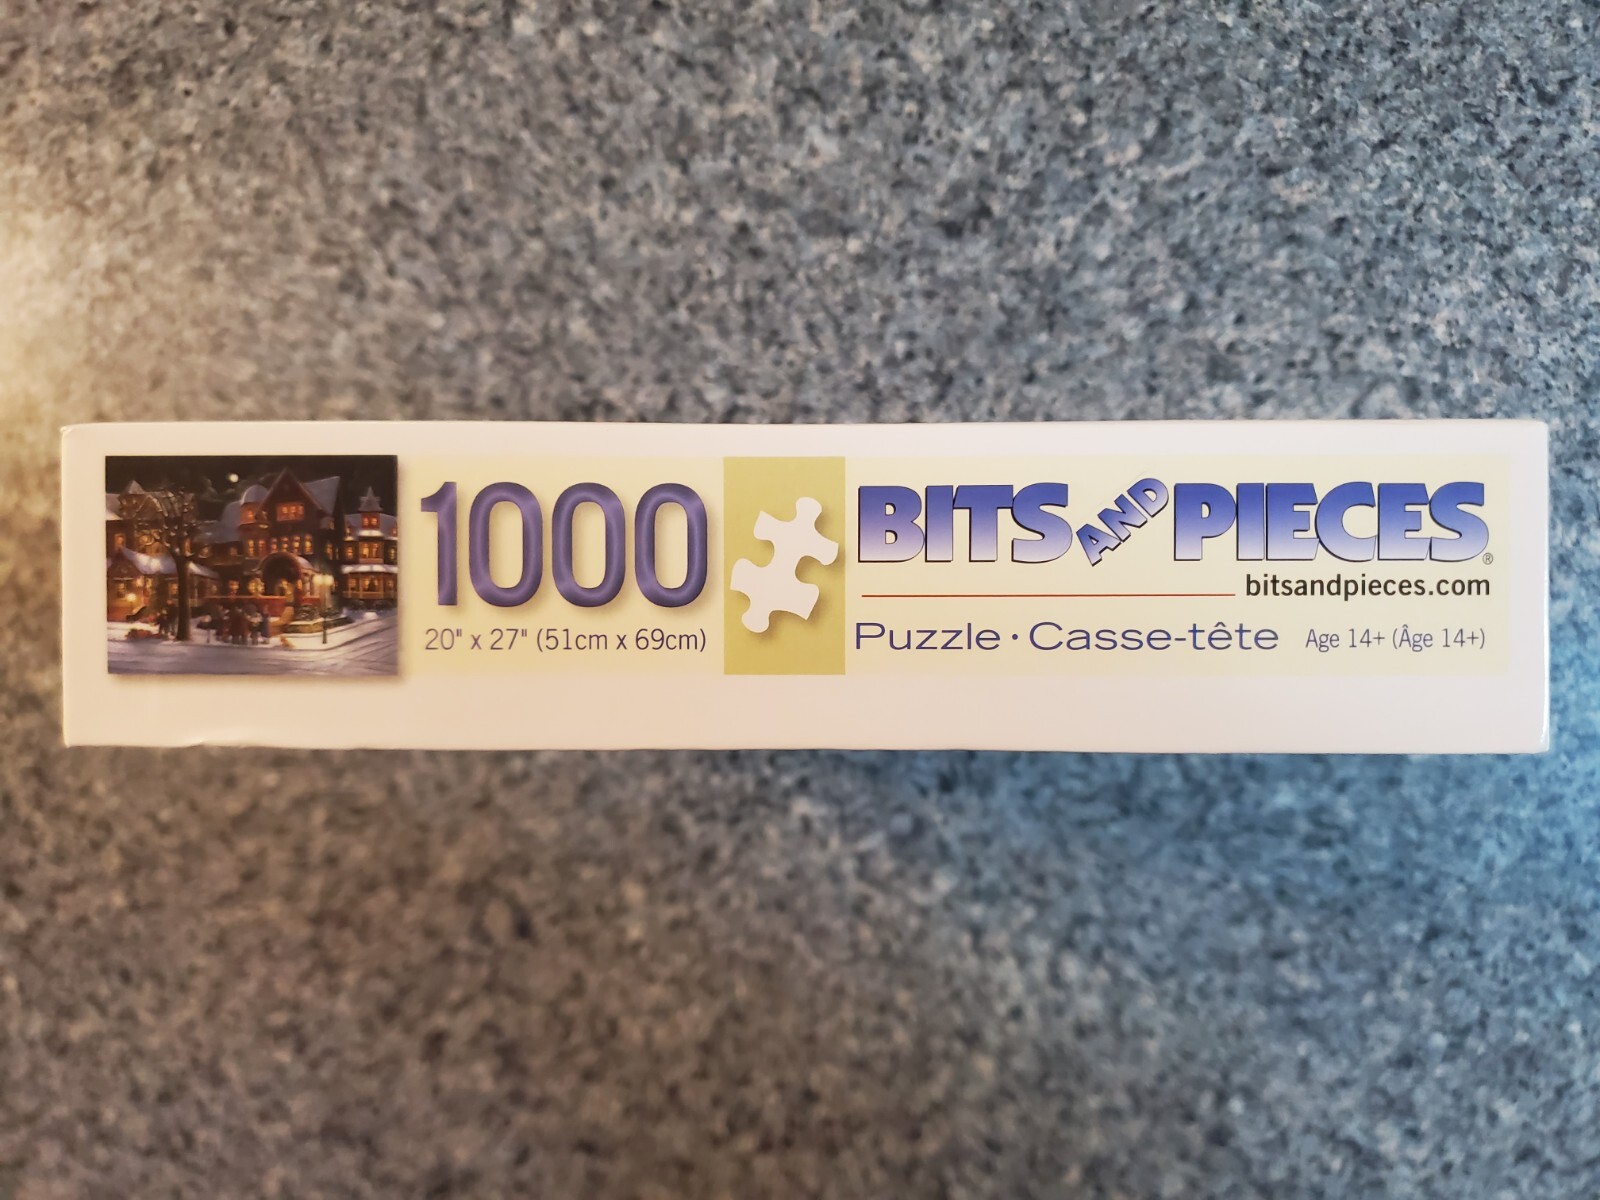 1000
20" x 27" (51cm x 69cm)
BITS AND PIECES®
bitsandpieces.com
Puzzle • Casse-tête Age 14+ (Âge 14+)